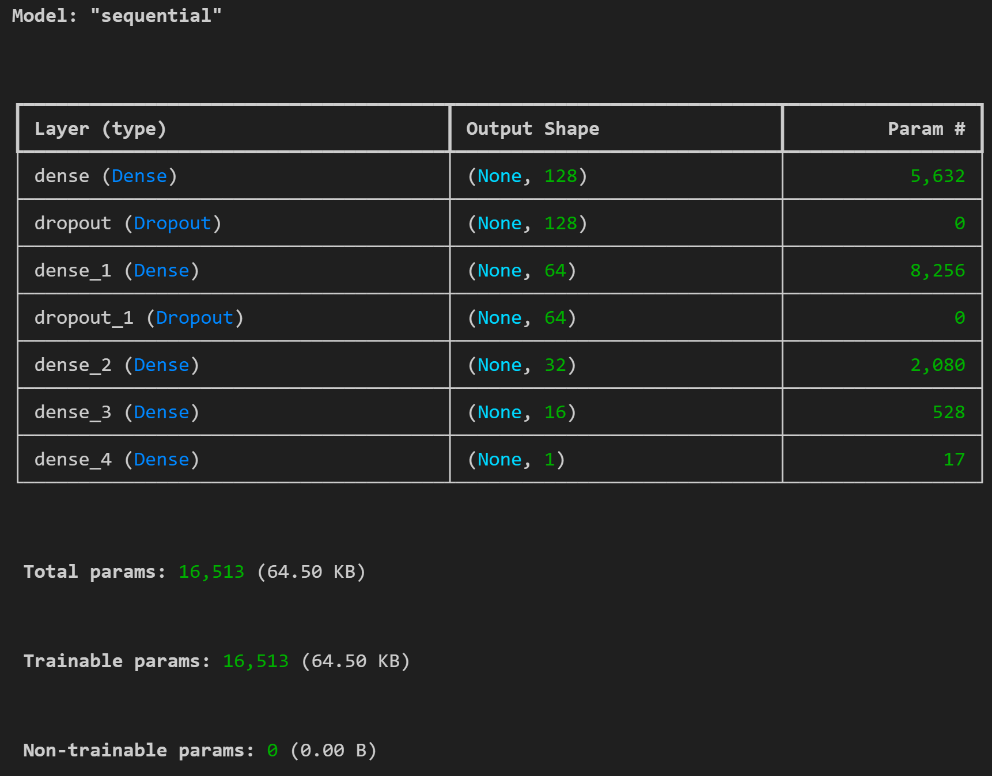 Model: "sequential"
Layer (type) Output Shape Param #
dense (Dense) (None, 128) 5,632
dropout (Dropout) (None, 128) 0
dense_1 (Dense) (None, 64) 8,256
dropout_1 (Dropout) (None, 64) 0
dense_2 (Dense) (None, 32) 2,080
dense_3 (Dense) (None, 16) 528
dense_4 (Dense) (None, 1) 17
Total params: 16,513 (64.50 KB)
Trainable params: 16,513 (64.50 KB)
Non-trainable params: 0 (0.00 B)